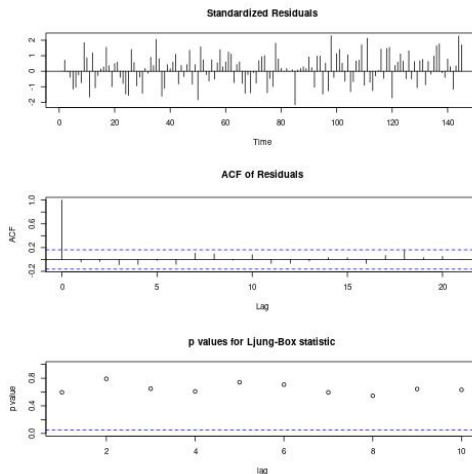 Standardized Residuals
2
1
0
-1
-2
0 20 40 60 80 100 120 140
Time
ACF of Residuals
ACF
1.0
0.6
0.2
-0.2
0 5 10 15 20
Lag
p values for Ljung-Box statistic
p value
0.8
0.4
0.0
2 4 6 8 10
lag